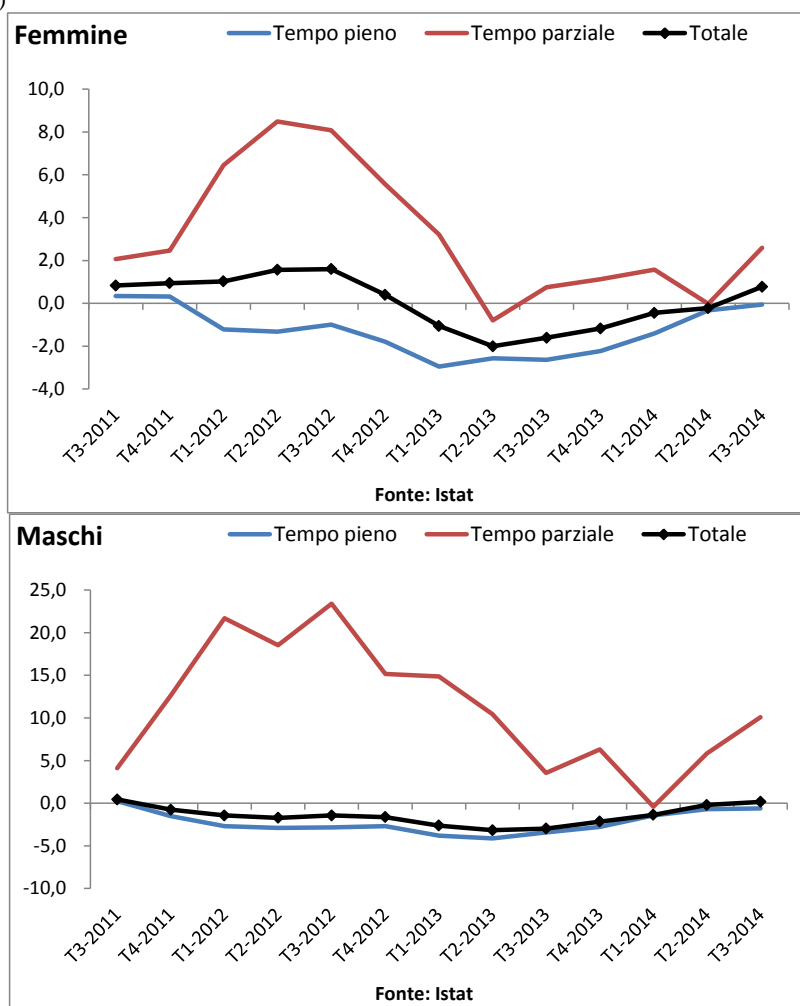 )
Femmine
Tempo pieno Tempo parziale Totale
10,0
8,0
6,0
4,0
2,0
0,0
-2,0
-4,0
T3-2011 T4-2011 T1-2012 T2-2012 T3-2012 T4-2012 T1-2013 T2-2013 T3-2013 T4-2013 T1-2014 T2-2014 T3-2014
Fonte: Istat
Maschi
Tempo pieno Tempo parziale Totale
25,0
20,0
15,0
10,0
5,0
0,0
-5,0
-10,0
T3-2011 T4-2011 T1-2012 T2-2012 T3-2012 T4-2012 T1-2013 T2-2013 T3-2013 T4-2013 T1-2014 T2-2014 T3-2014
Fonte: Istat